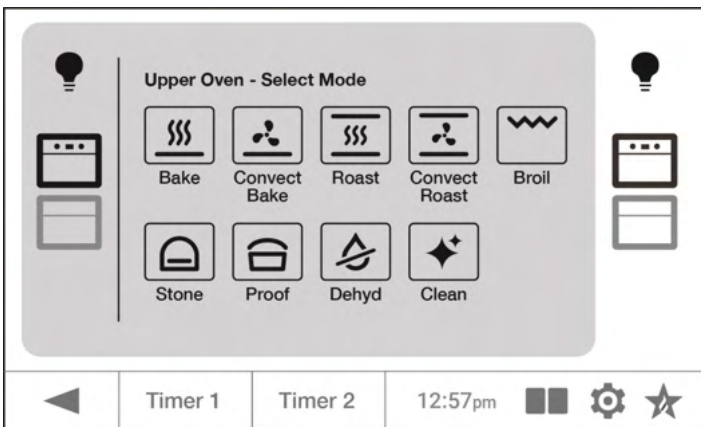 Upper Oven - Select Mode
Bake
Convect
Bake
Roast
Convect
Roast
Broil
Stone
Proof
Dehyd
Clean
Timer 1
Timer 2
12:57pm